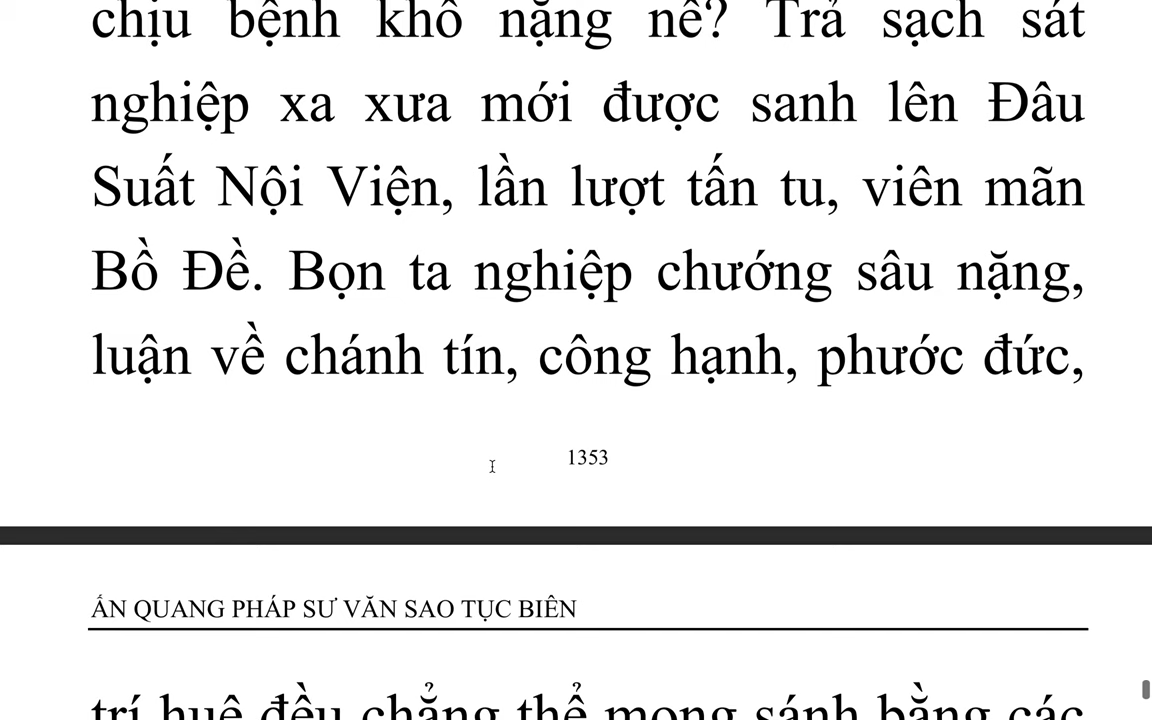 chịu bệnh khổ nặng nề? Trả sạch sát
nghiệp xa xưa mới được sanh lên Đâu
Suất Nội Viện, lần lượt tấn tu, viên mãn
Bồ Đề. Bọn ta nghiệp chướng sâu nặng,
luận về chánh tín, công hạnh, phước đức,
1353
ẤN QUANG PHÁP SƯ VĂN SAO TỤC BIÊN
trí huệ đều chẳng thể mong sánh bằng các